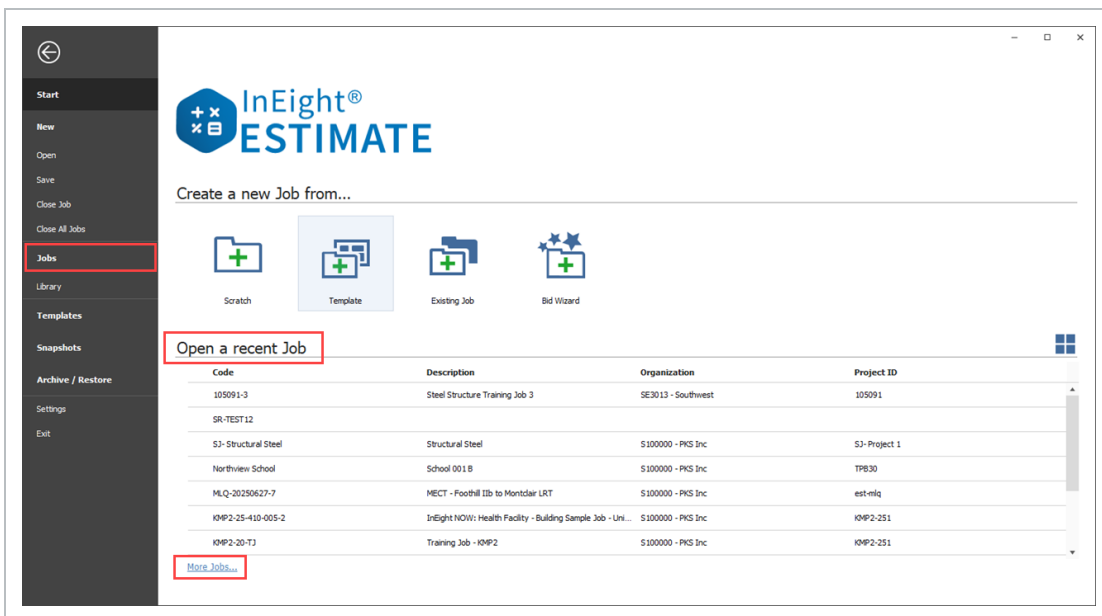 Start
New
Open
Save
Close Job
Close All Jobs
Jobs
Library
Templates
Snapshots
Archive / Restore
Settings
Exit
InEight®
ESTIMATE
Create a new Job from...
Scratch Template Existing Job Bid Wizard
Open a recent Job
Code Description Organization Project ID
105091-3 Steel Structure Training Job 3 SE3013 - Southwest 105091
SR-TEST12
SJ- Structural Steel Structural Steel S100000 - PKS Inc SJ- Project 1
Northview School School 001 B S100000 - PKS Inc TPB30
MLQ-20250627-7 MECT - Foothill IIb to Montclair LRT S100000 - PKS Inc est-mlq
KMP2-25-410-005-2 InEight NOW: Health Facility - Building Sample Job - Uni... S100000 - PKS Inc KMP2-251
KMP2-20-TJ Training Job - KMP2 S100000 - PKS Inc KMP2-251
More Jobs...